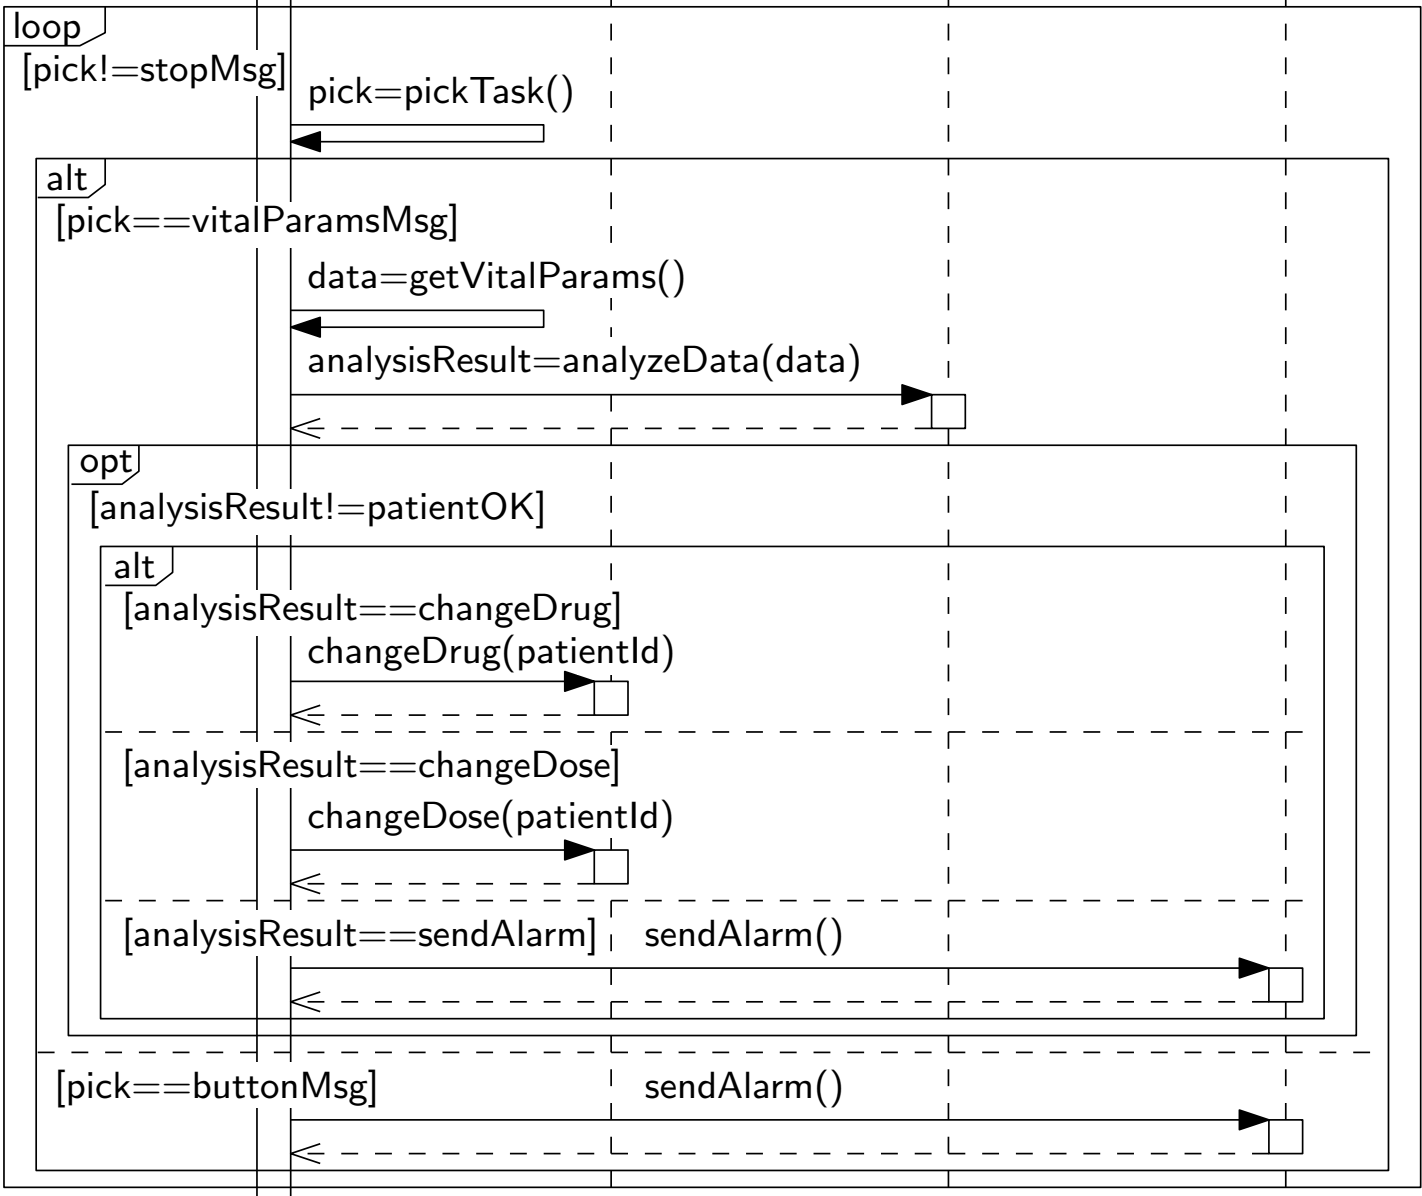 loop
[pick!=stopMsg]
pick=pickTask()
alt
[pick==vitalParamsMsg]
data=getVitalParams()
analysisResult=analyzeData(data)
opt
[analysisResult!=patientOK]
alt
[analysisResult==changeDrug]
changeDrug(patientId)
[analysisResult==changeDose]
changeDose(patientId)
[analysisResult==sendAlarm] sendAlarm()
[pick==buttonMsg] sendAlarm()